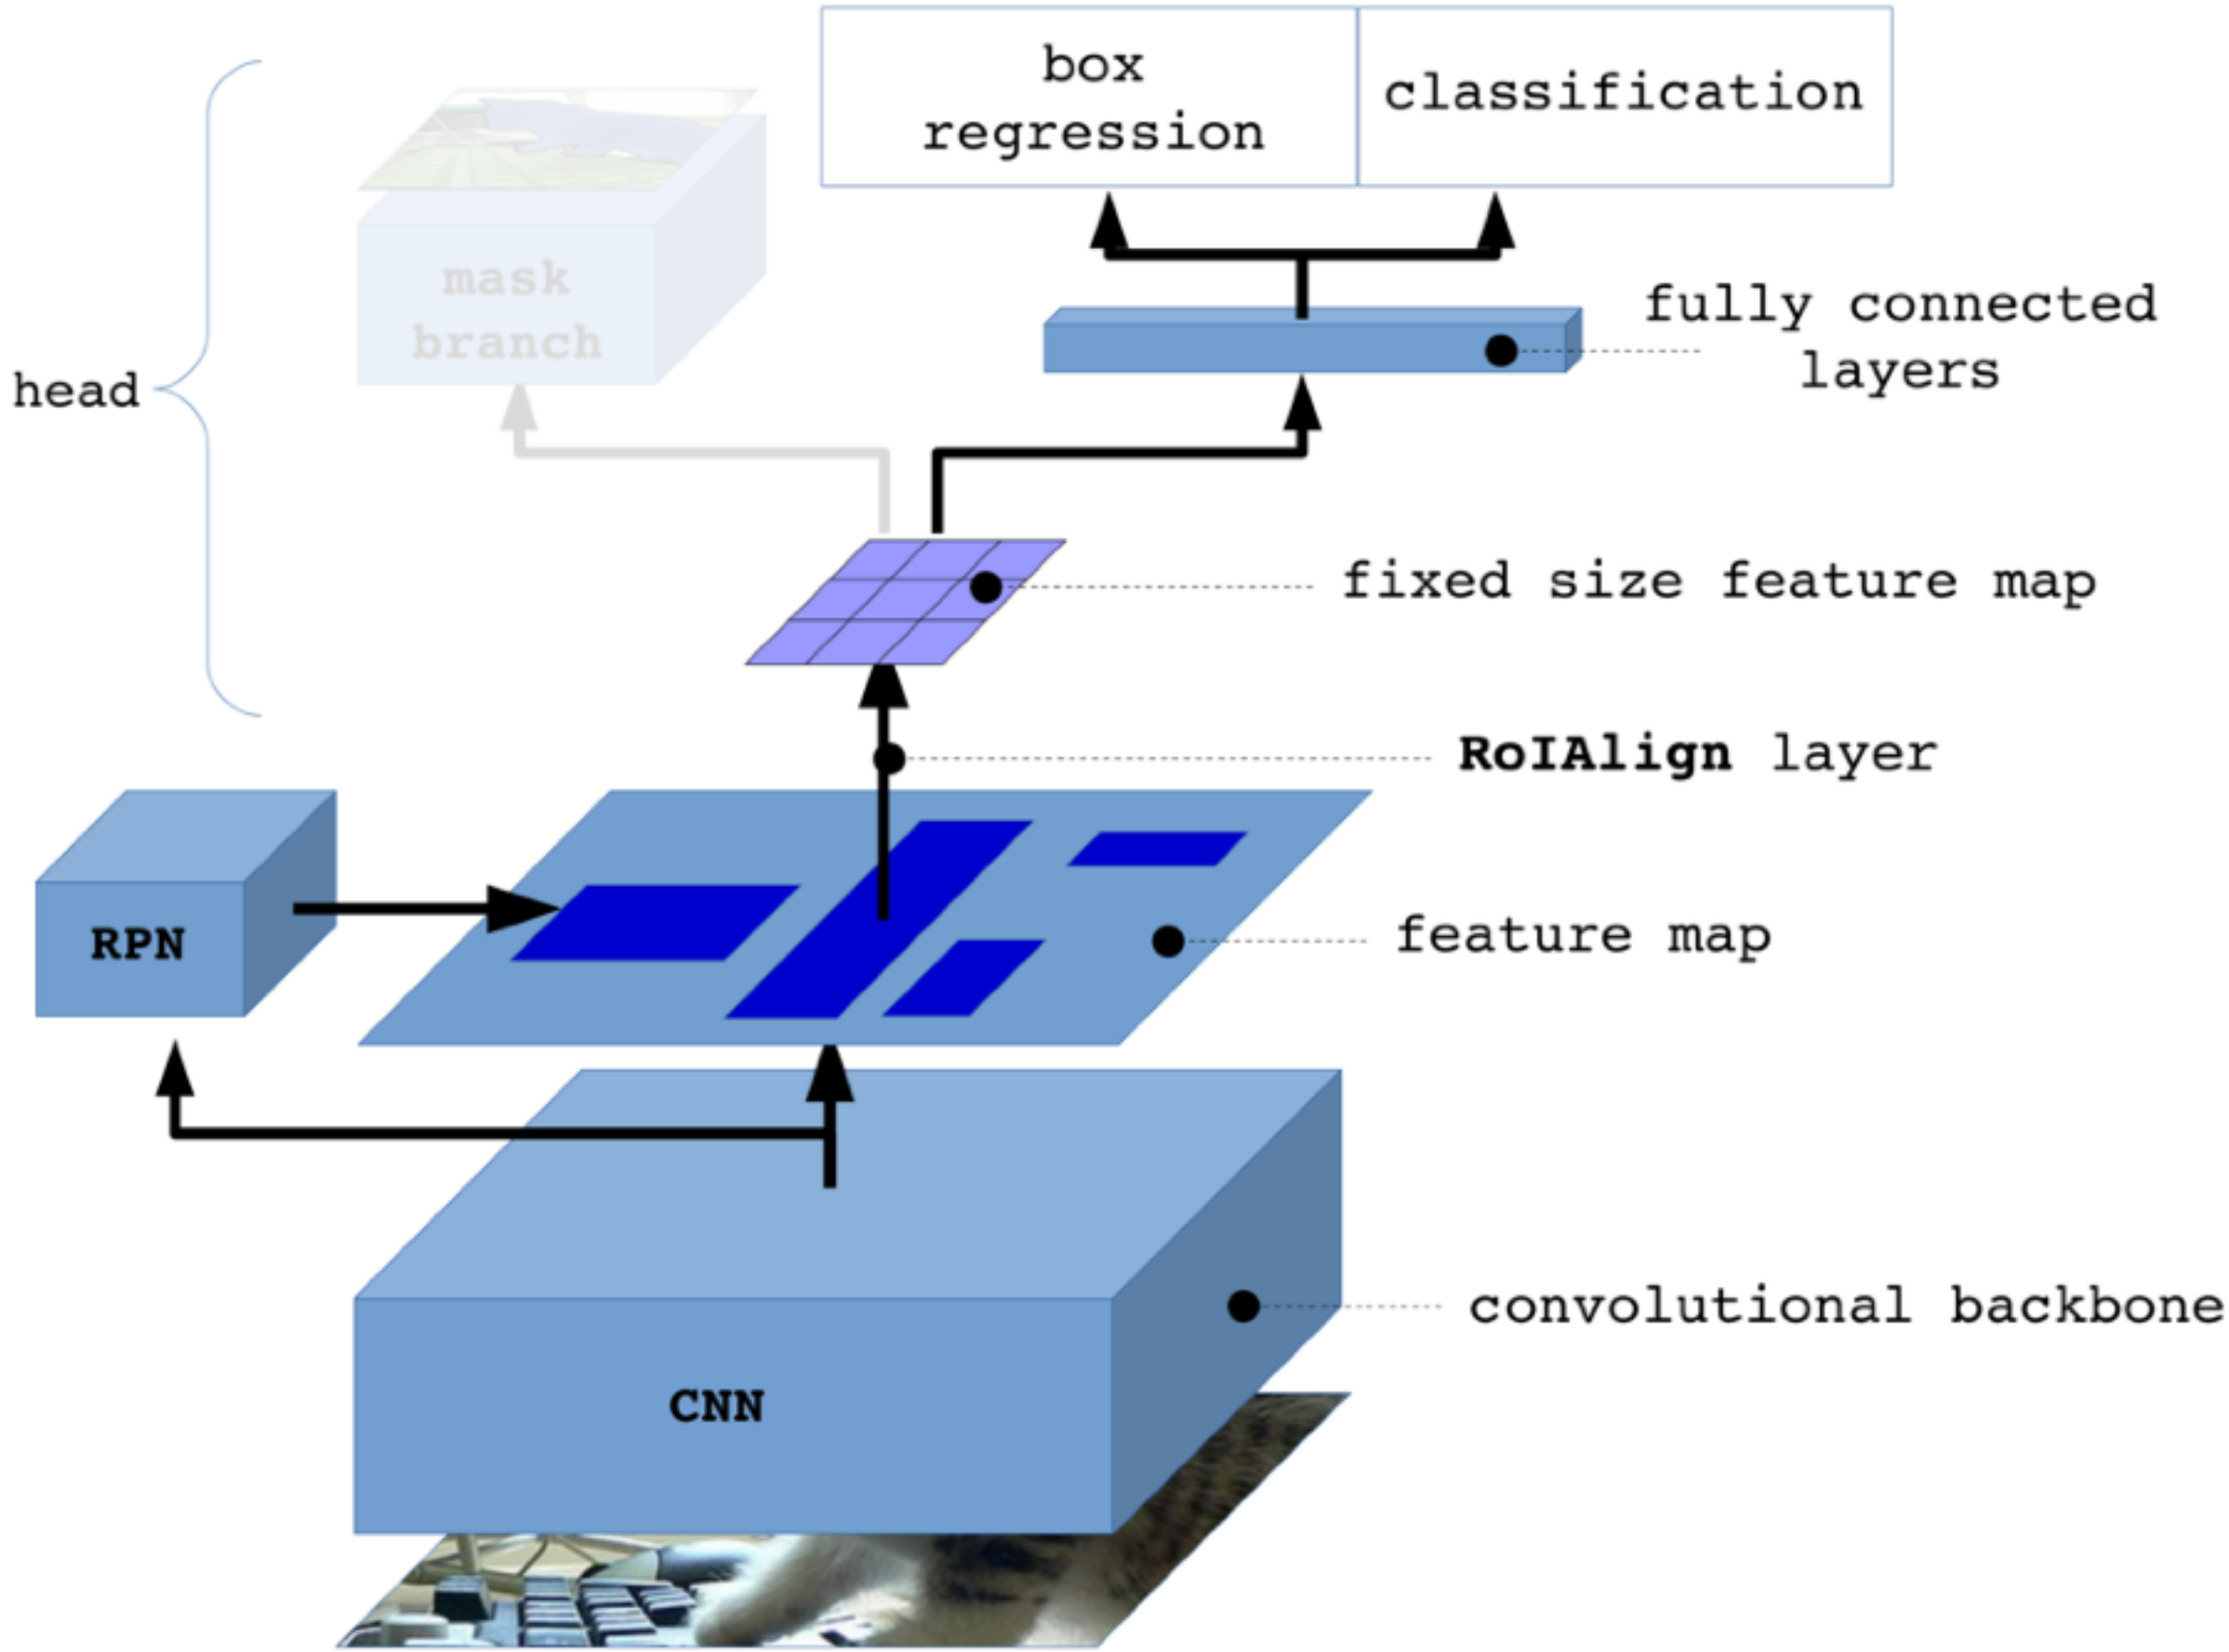 box
regression
classification
mask
branch
fully connected
layers
head
fixed size feature map
RoIAlign layer
RPN
feature map
convolutional backbone
CNN